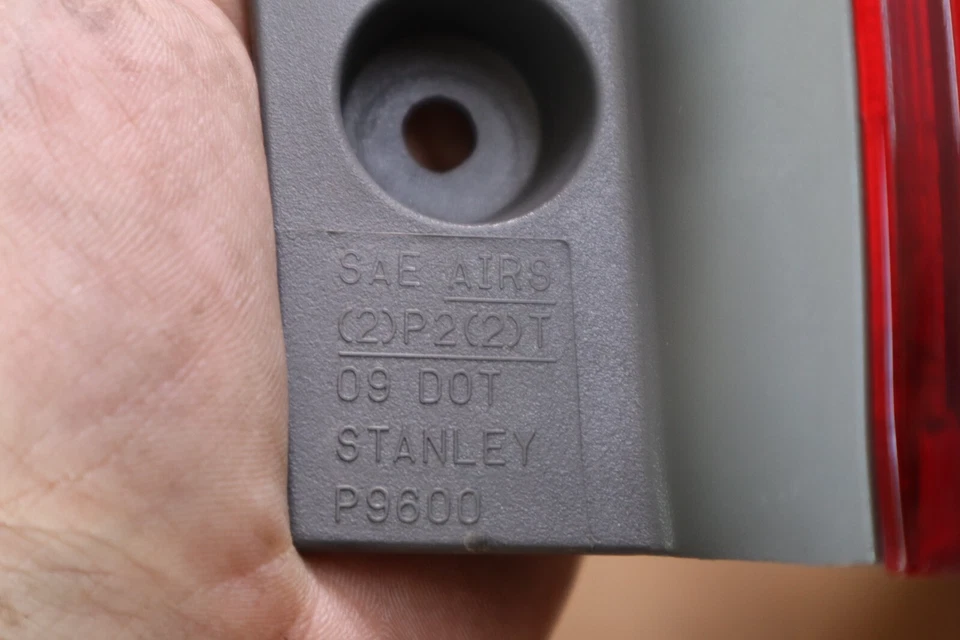 SAE AIRS
(2)P2(2)T
09 DOT
STANLEY
P9600